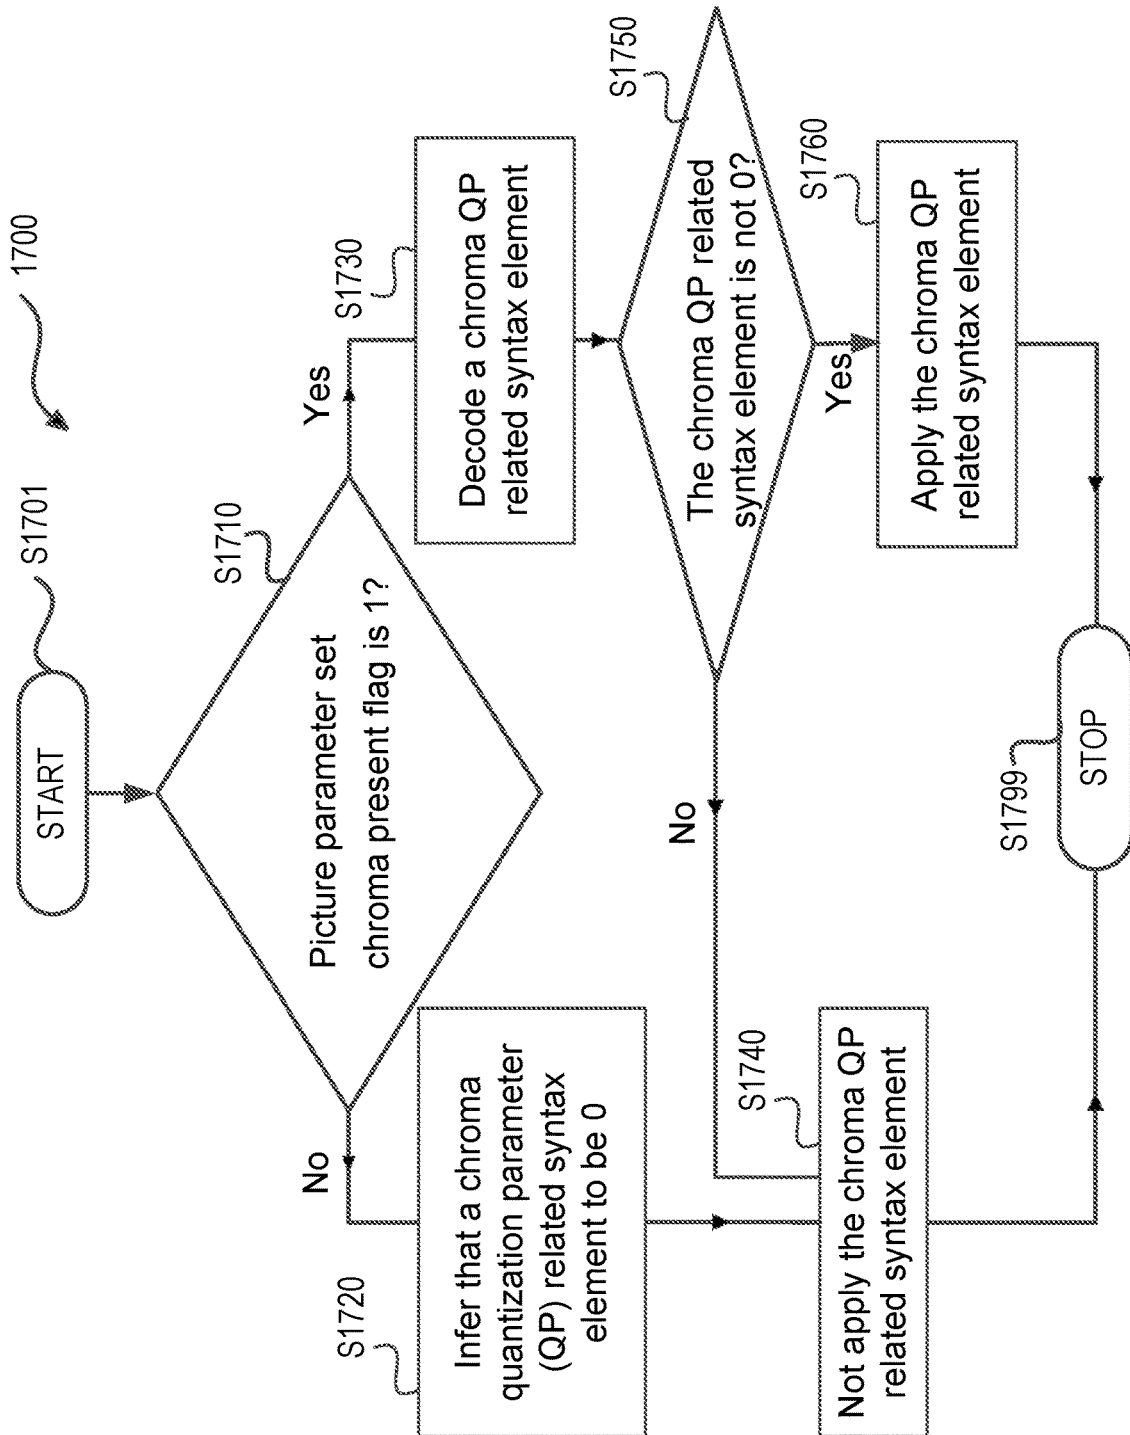 1700
S1701
START
S1710
Picture parameter set
chroma present flag is 1?
No
Yes
S1720
Infer that a chroma
quantization parameter
(QP) related syntax
element to be 0
S1730
Decode a chroma QP
related syntax element
S1750
The chroma QP related
syntax element is not 0?
No
Yes
S1740
Not apply the chroma QP
related syntax element
S1760
Apply the chroma QP
related syntax element
S1799
STOP